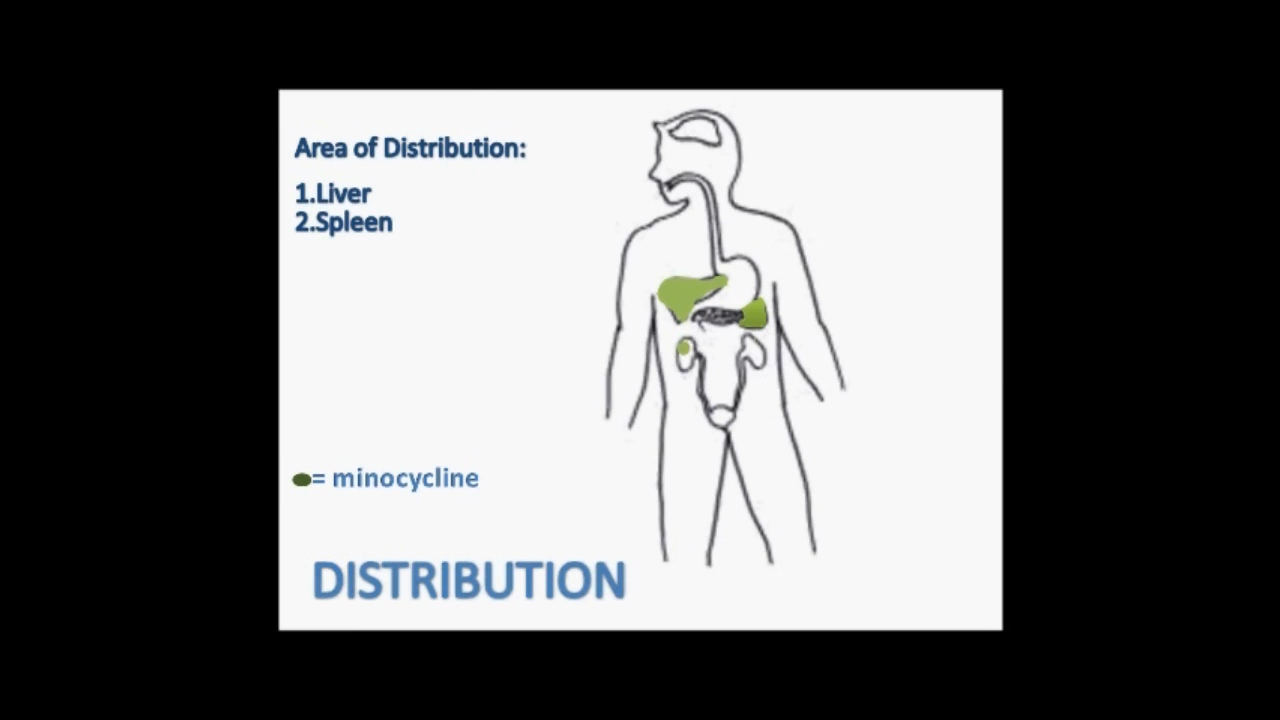 Area of Distribution:
1.Liver
2.Spleen
= minocycline
DISTRIBUTION